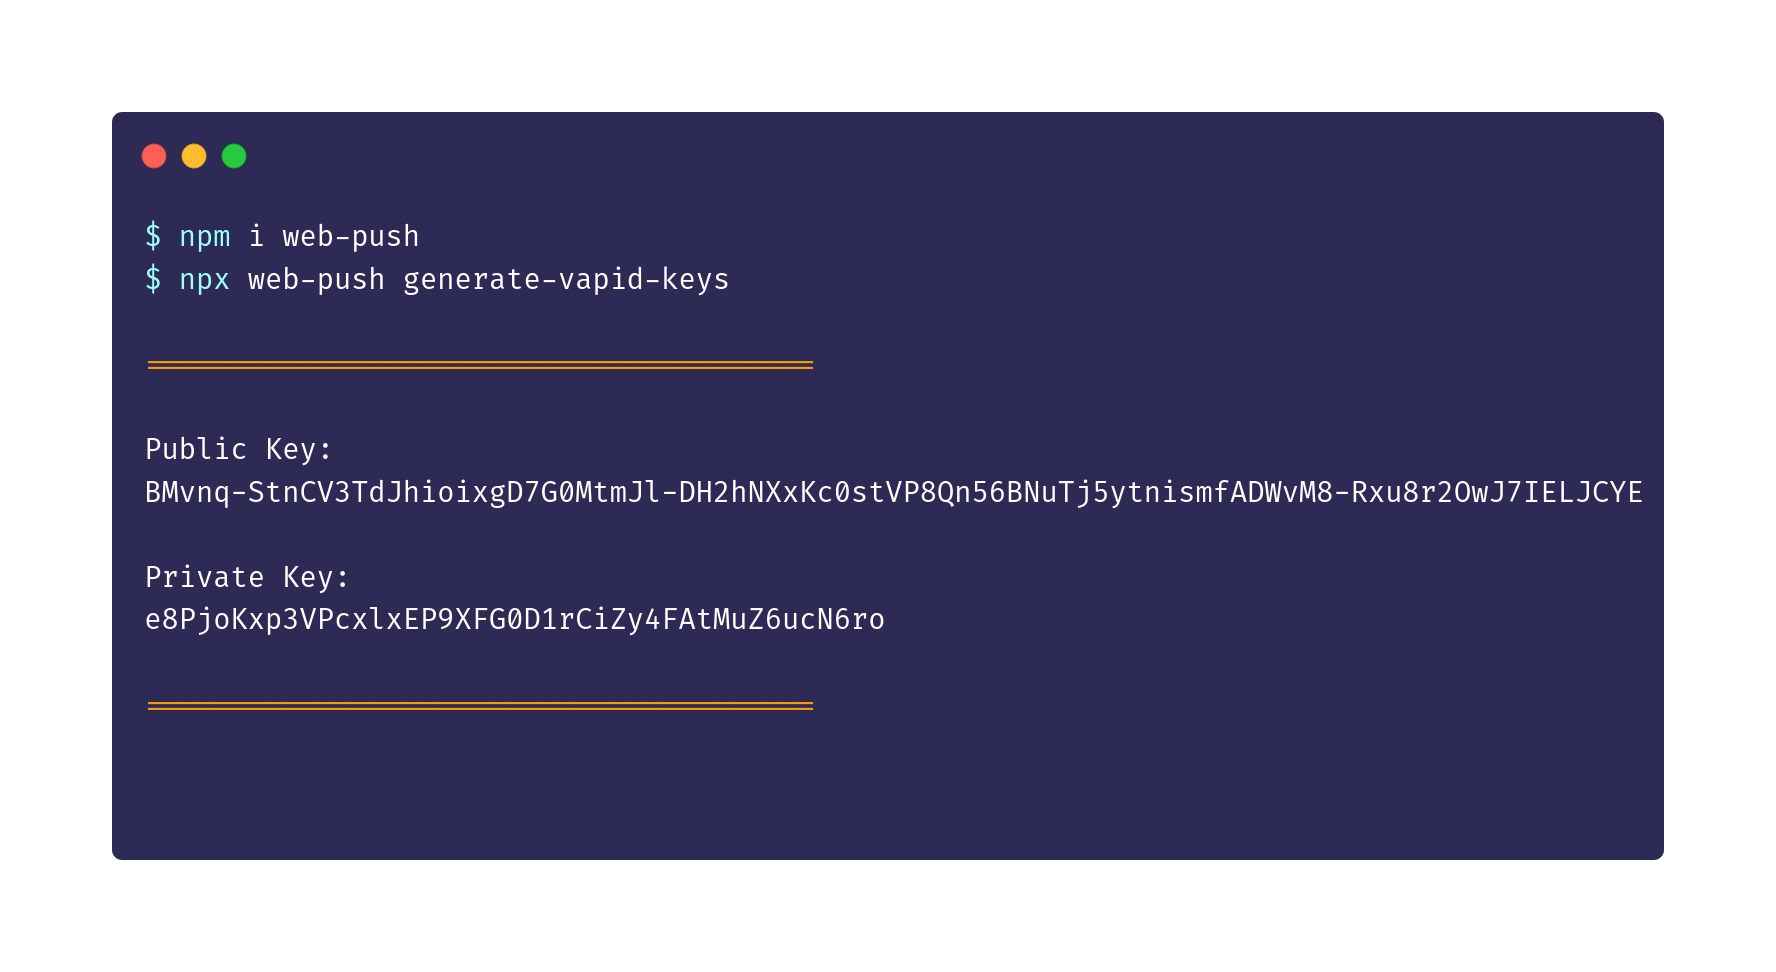 $ npm i web-push
$ npx web-push generate-vapid-keys
=======================================
Public Key:
BMvnq-StnCV3TdJhioixgD7G0MtmJl-DH2hNXxKc0stVP8Qn56BNuTj5ytnismfADWvM8-Rxu8r2OwJ7IELJCYE
Private Key:
e8PjoKxp3VPcxlxEP9XFG0D1rCiZy4FAtMuZ6ucN6ro
=======================================